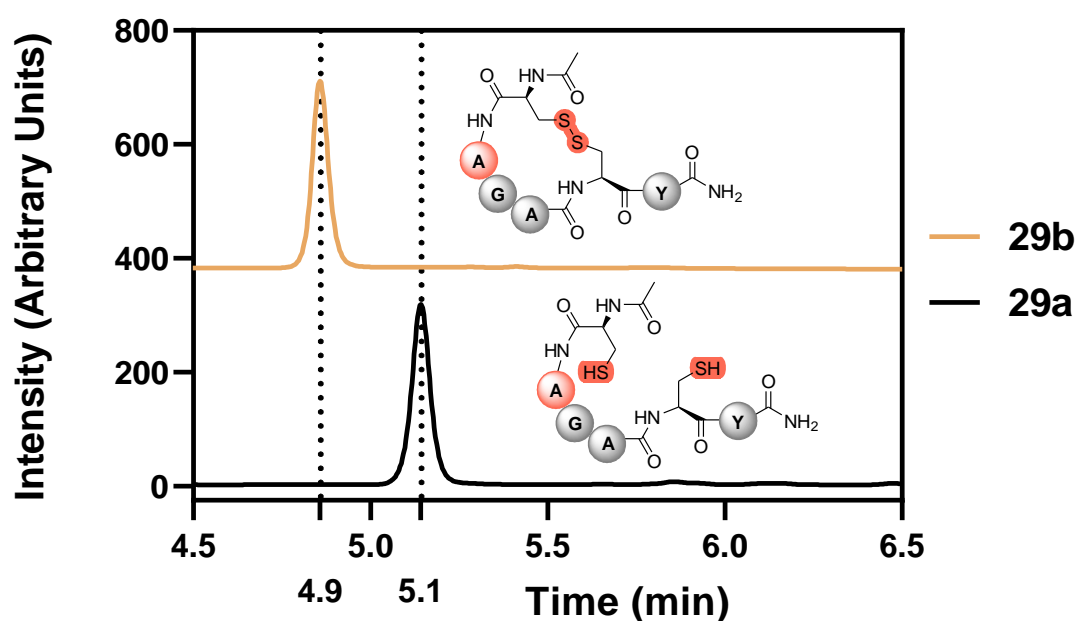 Intensity (Arbitrary Units)
800
600
400
200
0
O
HN
O
HN
S
S
A
G
A
O
HN
O
Y
O
NH2
29b
29a
O
HN
O
HN
HS
SH
A
G
A
O
HN
O
Y
O
NH2
4.5
5.0
5.5
6.0
6.5
4.9
5.1
Time (min)